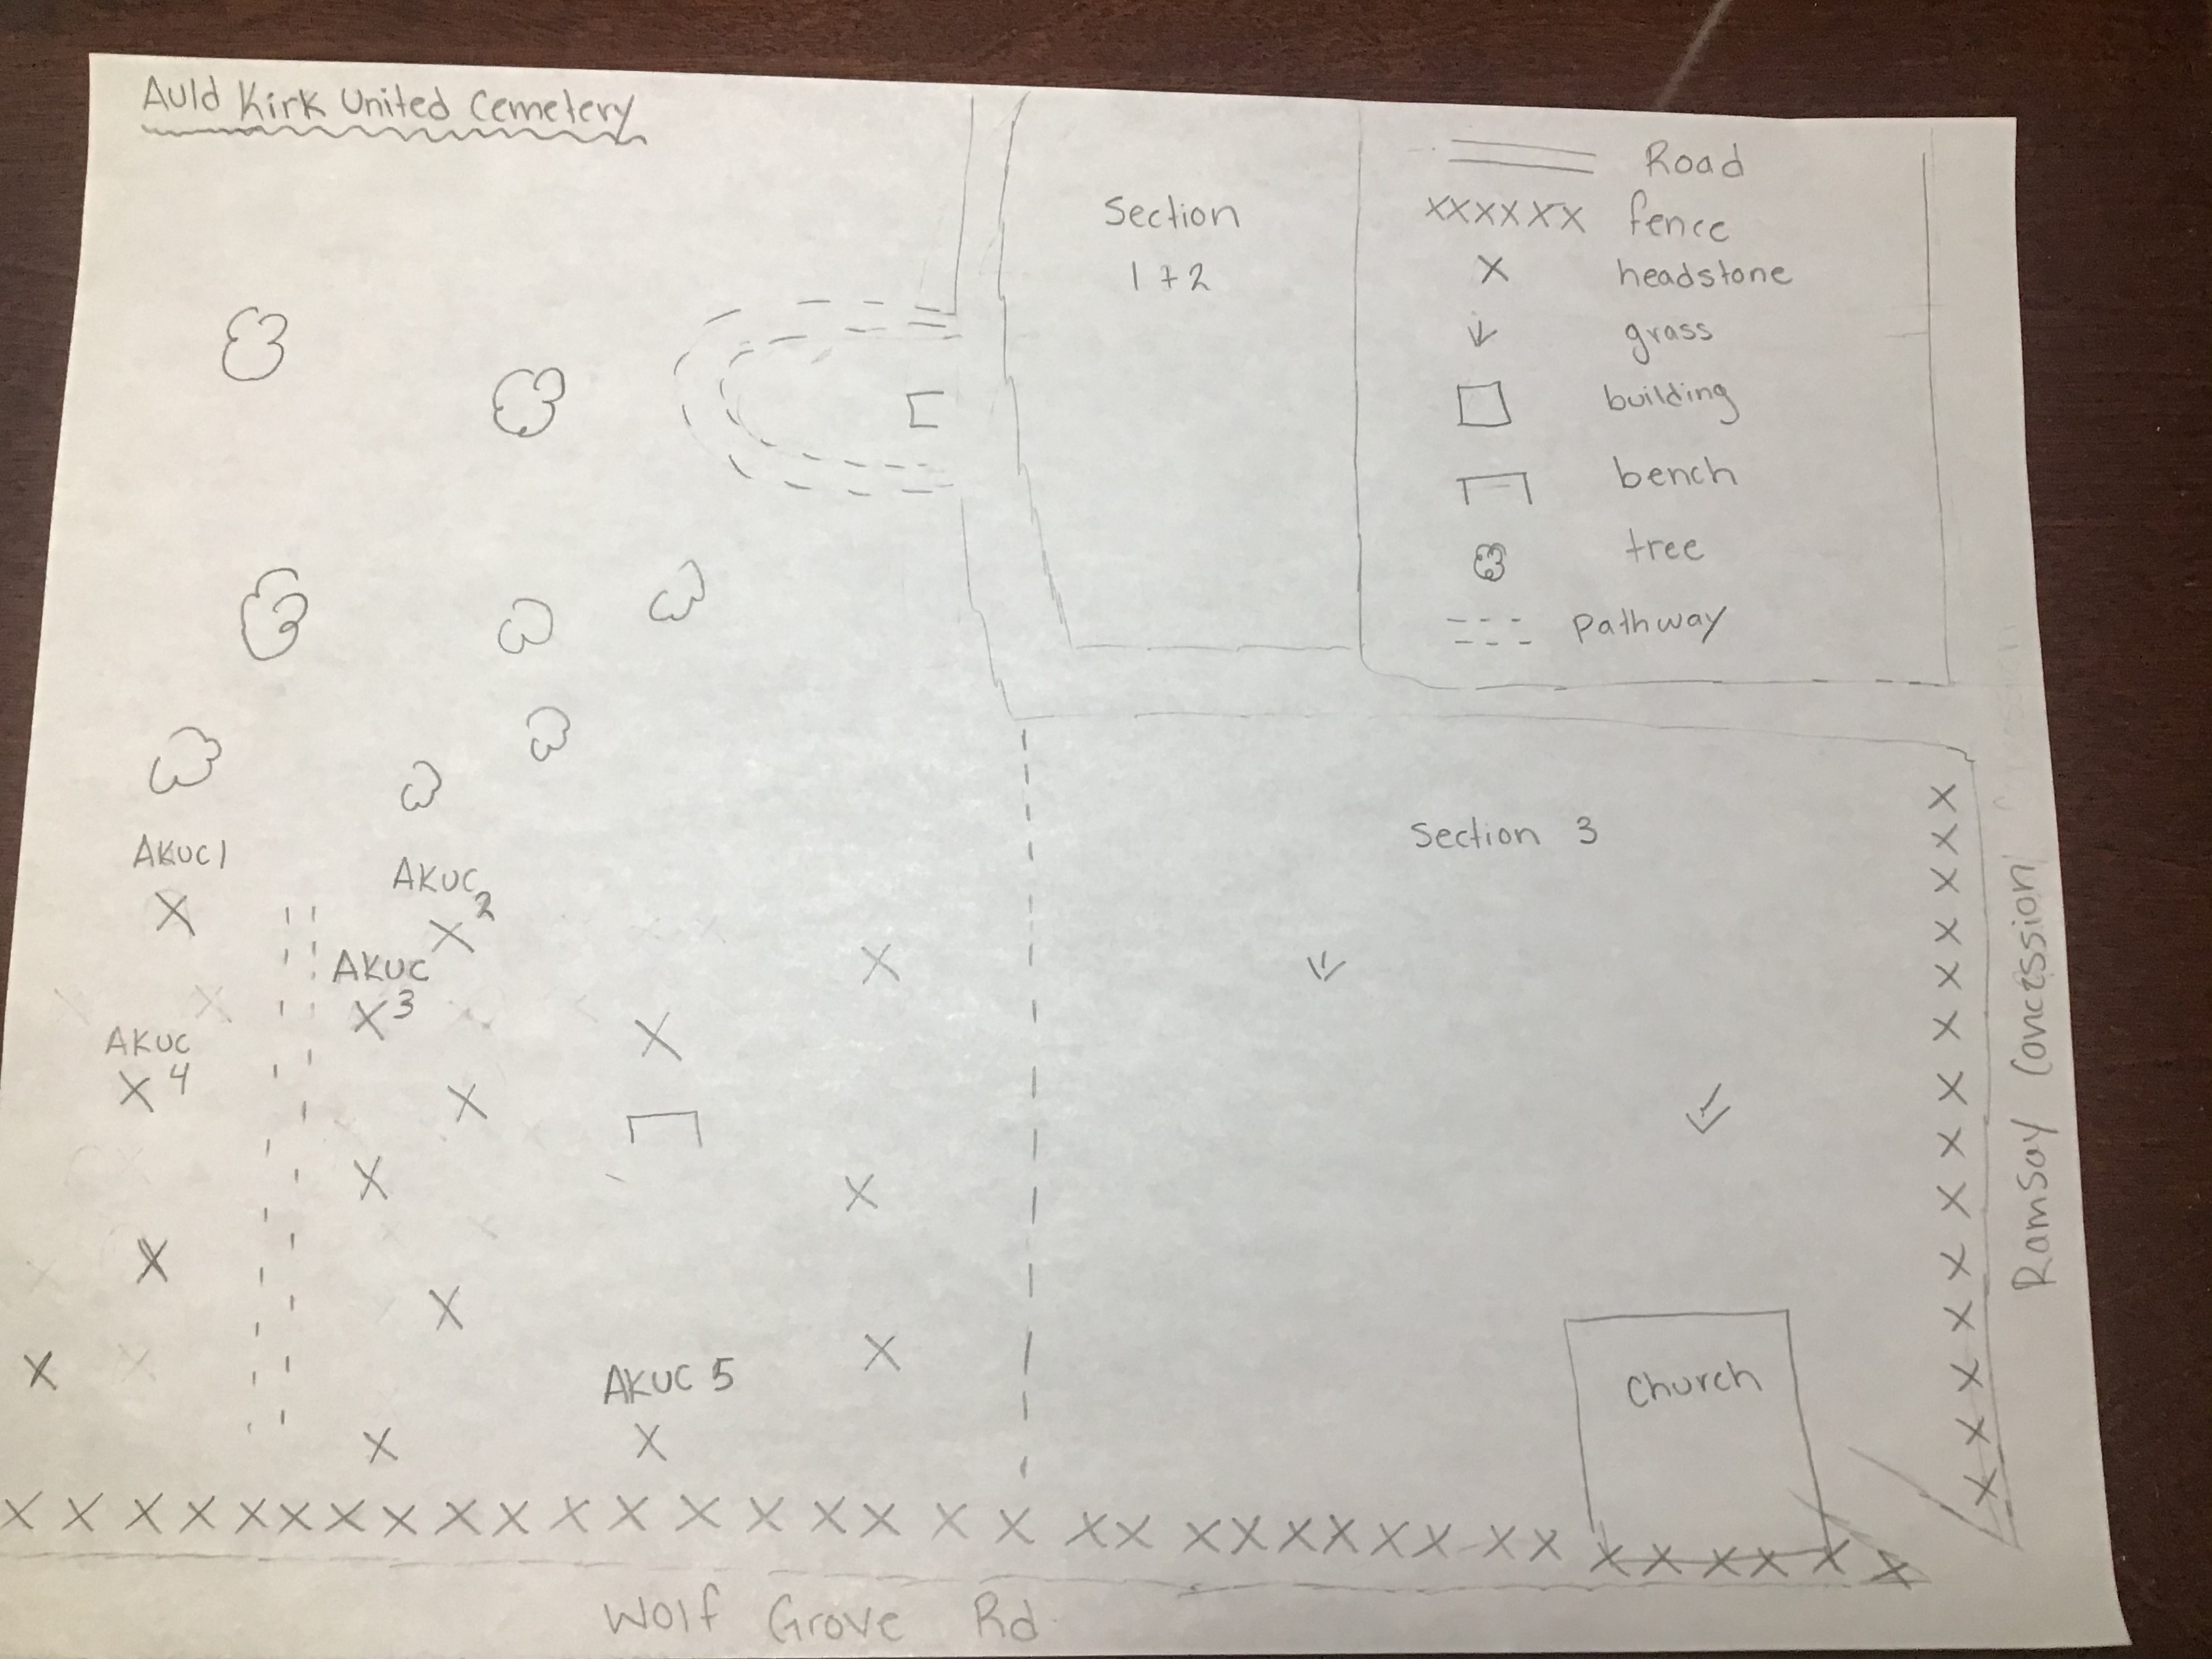 Auld Kirk United Cemetery
Section
1+2
Road
xxxxxx fence
x headstone
grass
building
bench
tree
Pathway
AKUC1
AKUC
4
AKUC
3
AKUC
2
AKUC 5
Section 3
Church
Wolf Grove Rd
Ramsay Concession